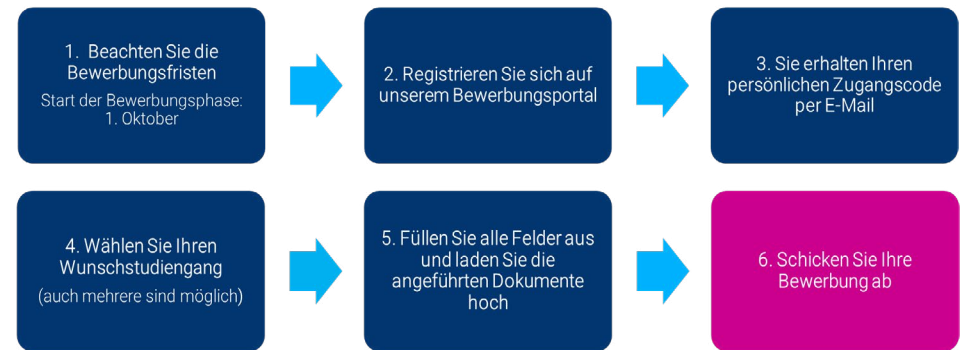 1. Beachten Sie die
Bewerbungsfristen
Start der Bewerbungsphase:
1. Oktober
2. Registrieren Sie sich auf
unserem Bewerbungsportal
3. Sie erhalten Ihren
persönlichen Zugangscode
per E-Mail
4. Wählen Sie Ihren
Wunschstudiengang
(auch mehrere sind möglich)
5. Füllen Sie alle Felder aus
und laden Sie die
angeführten Dokumente
hoch
6. Schicken Sie Ihre
Bewerbung ab